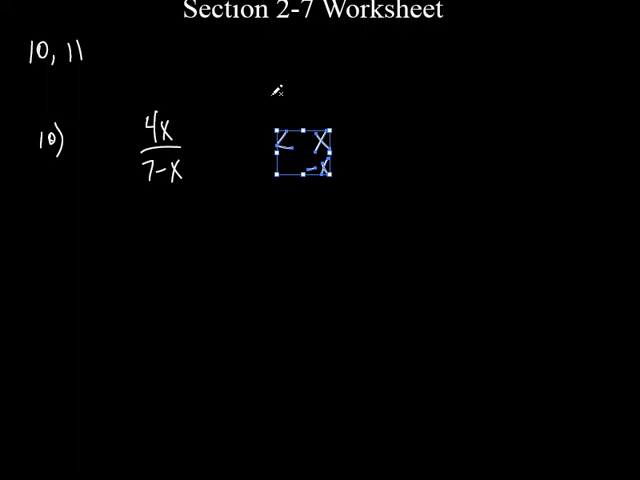 Section 2-7 Worksheet
10, 11
10) 4x / 7-x
< x
-x